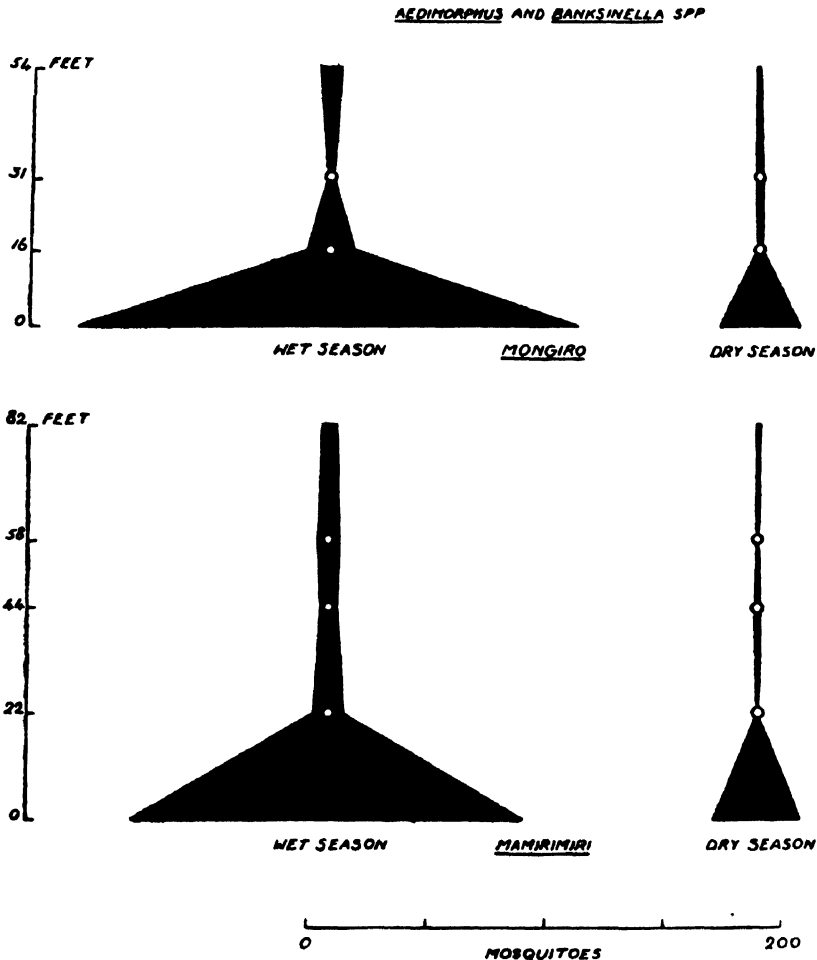 AEDIMORPHUS AND BANKSINELLA SPP
54 FEET
31
16
0
WET SEASON MONGIRO DRY SEASON
82 FEET
58
44
22
0
WET SEASON MAMIRIMIRI DRY SEASON
0 200
MOSQUITOES